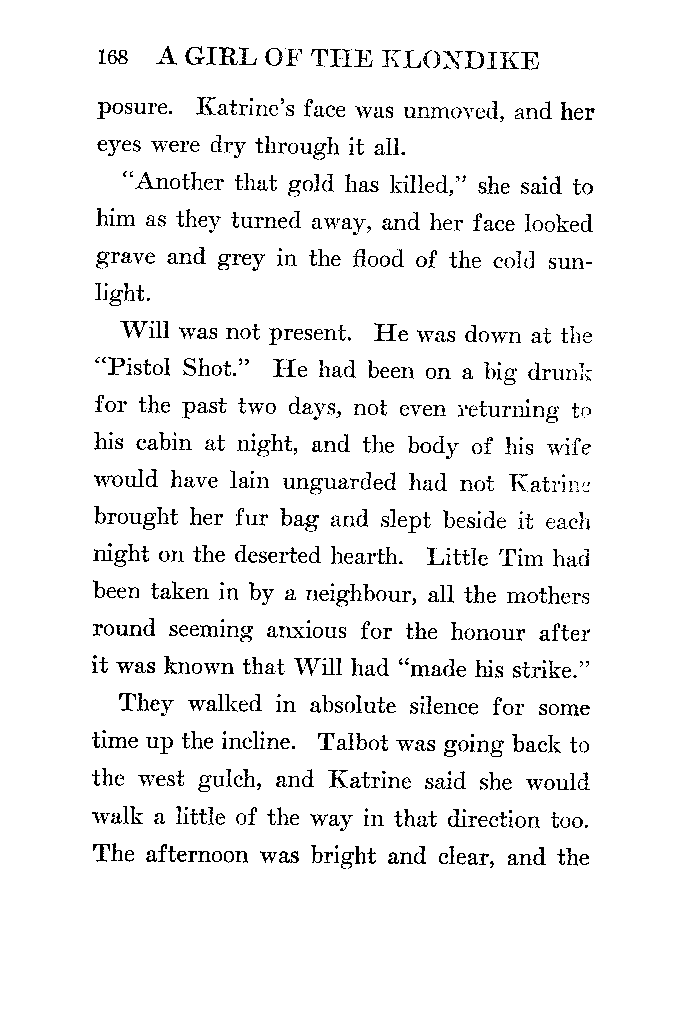 168 A GIRL OF THE KLONDIKE
posure. Katrine's face was unmoved, and her
eyes were dry through it all.
"Another that gold has killed," she said to
him as they turned away, and her face looked
grave and grey in the flood of the cold sun-
light.
Will was not present. He was down at the
"Pistol Shot." He had been on a big drunk
for the past two days, not even returning to
his cabin at night, and the body of his wife
would have lain unguarded had not Katrine
brought her fur bag and slept beside it each
night on the deserted hearth. Little Tim had
been taken in by a neighbour, all the mothers
round seeming anxious for the honour after
it was known that Will had "made his strike."
They walked in absolute silence for some
time up the incline. Talbot was going back to
the west gulch, and Katrine said she would
walk a little of the way in that direction too.
The afternoon was bright and clear, and the